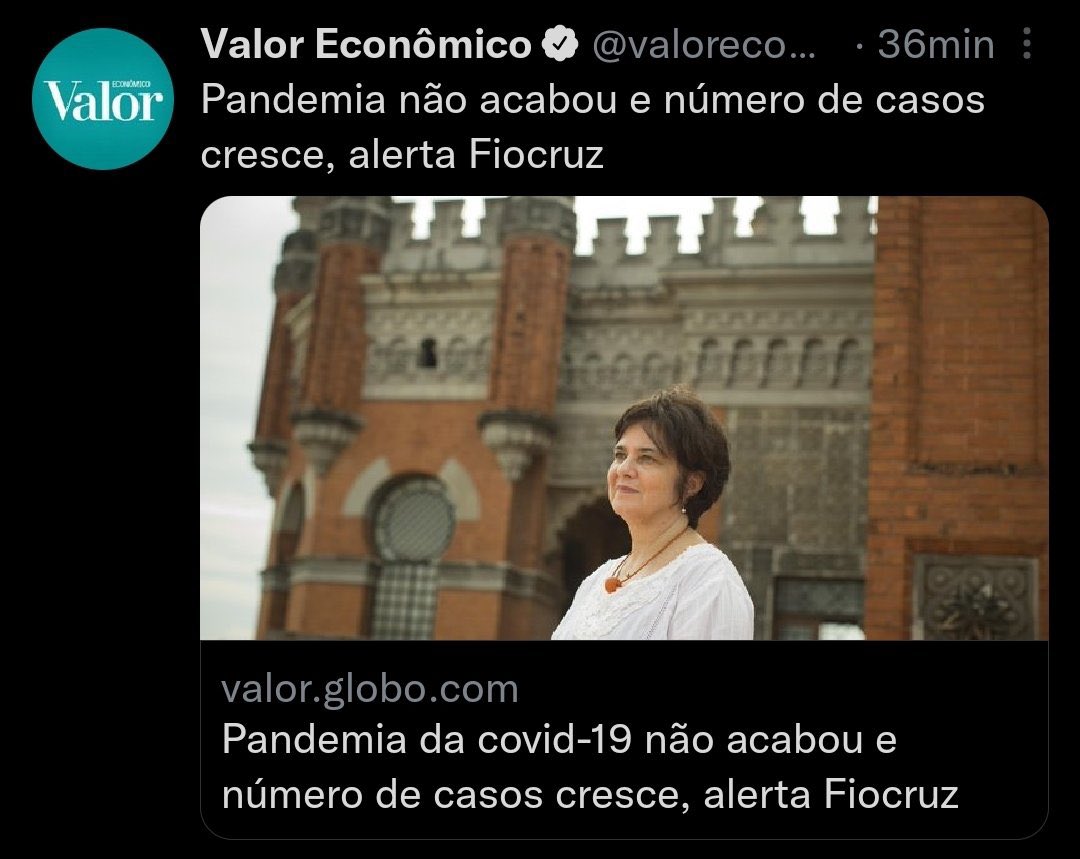 Valor Econômico @valoreco... · 36min
ECONÔMICO
Valor
Pandemia não acabou e número de casos
cresce, alerta Fiocruz
valor.globo.com
Pandemia da covid-19 não acabou e
número de casos cresce, alerta Fiocruz